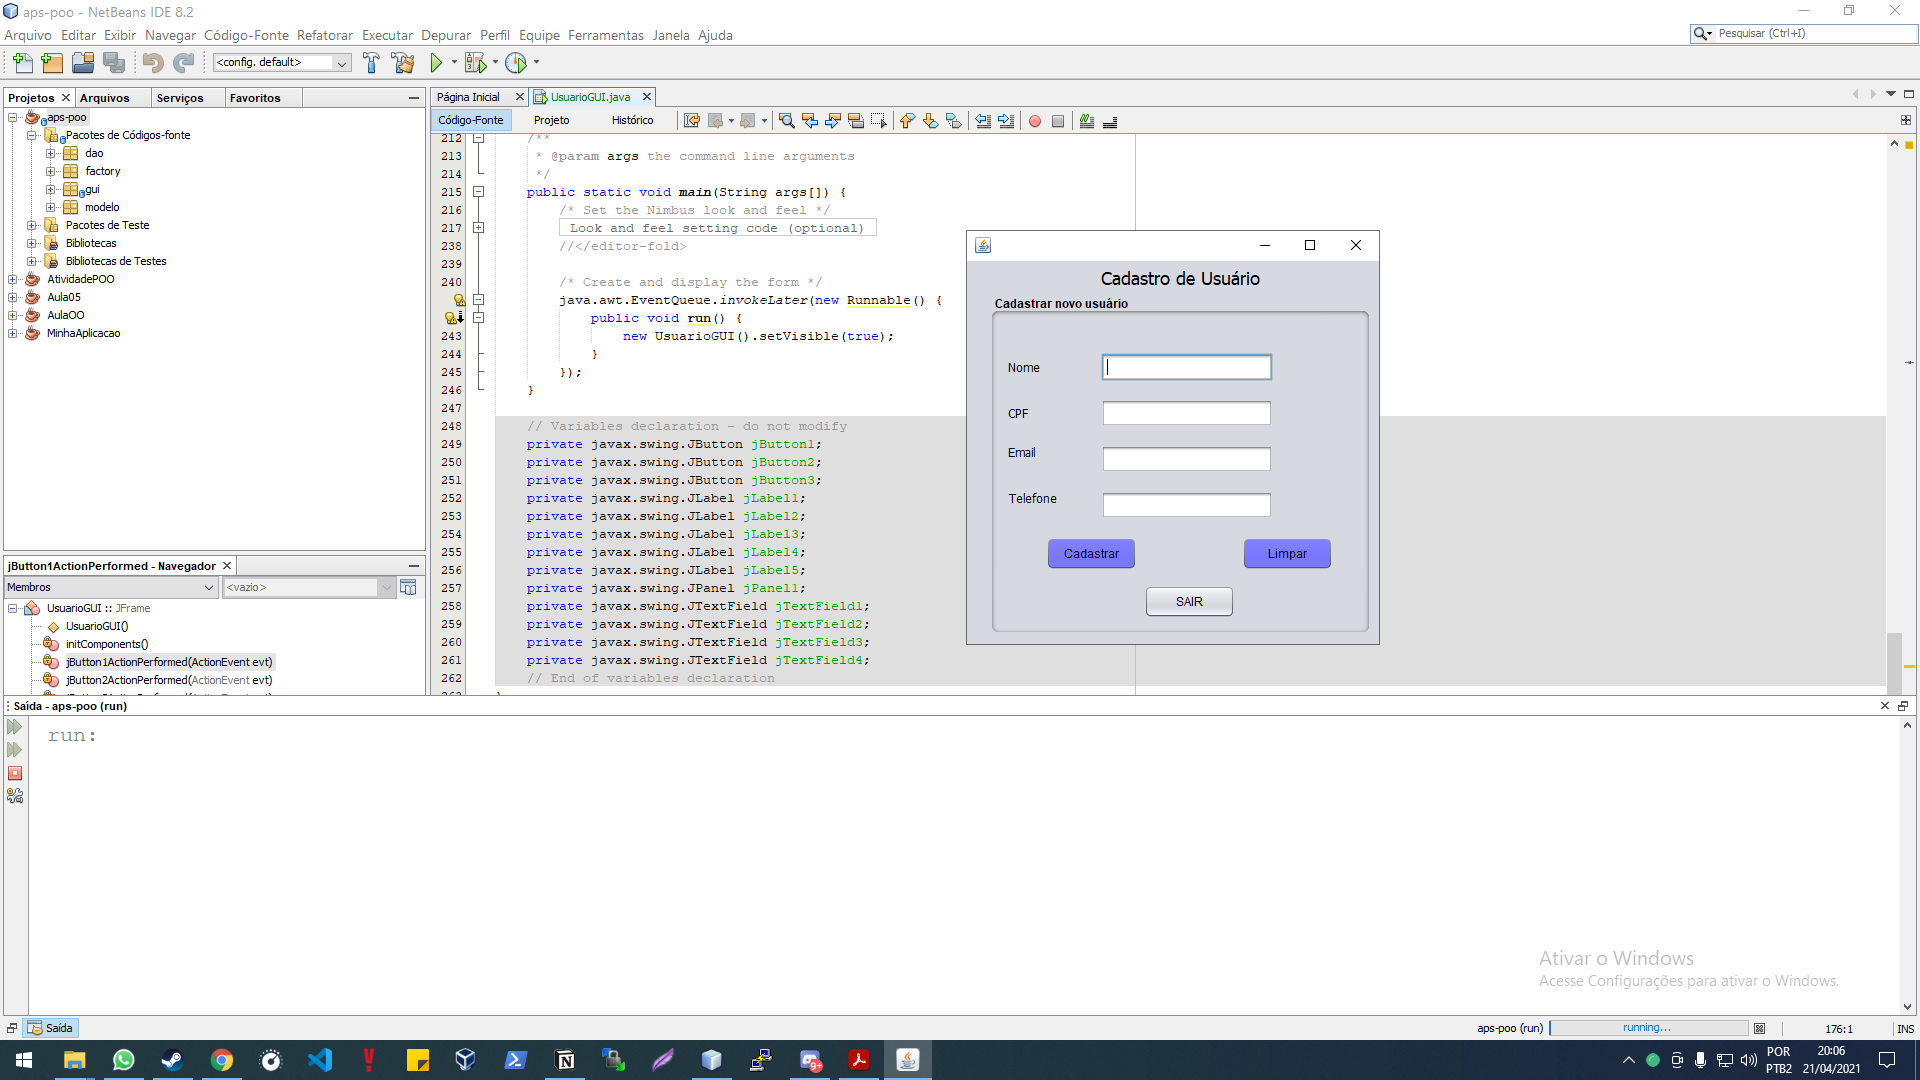 aps-poo - NetBeans IDE 8.2
Arquivo Editar Exibir Navegar Código-Fonte Refatorar Executar Depurar Perfil Equipe Ferramentas Janela Ajuda
Pesquisar (Ctrl+I)
<config. default>
Projetos Arquivos Serviços Favoritos
aps-poo
Pacotes de Códigos-fonte
dao
factory
gui
modelo
Pacotes de Teste
Bibliotecas
Bibliotecas de Testes
AtividadePOO
Aula05
AulaOO
MinhaAplicacao
jButton1ActionPerformed - Navegador
Membros <vazio>
UsuarioGUI :: JFrame
UsuarioGUI()
initComponents()
jButton1ActionPerformed(ActionEvent evt)
jButton2ActionPerformed(ActionEvent evt)
Página Inicial UsuarioGUI.java
Código-Fonte Projeto Histórico
212 /**
213 * @param args the command line arguments
214 */
215 public static void main(String args[]) {
216 /* Set the Nimbus look and feel */
217 Look and feel setting code (optional)
238 //</editor-fold>
239
240 /* Create and display the form */
java.awt.EventQueue.invokeLater(new Runnable() {
public void run() {
243 new UsuarioGUI().setVisible(true);
244 }
245 });
246 }
247
248 // Variables declaration - do not modify
249 private javax.swing.JButton jButton1;
250 private javax.swing.JButton jButton2;
251 private javax.swing.JButton jButton3;
252 private javax.swing.JLabel jLabel1;
253 private javax.swing.JLabel jLabel2;
254 private javax.swing.JLabel jLabel3;
255 private javax.swing.JLabel jLabel4;
256 private javax.swing.JLabel jLabel5;
257 private javax.swing.JPanel jPanel1;
258 private javax.swing.JTextField jTextField1;
259 private javax.swing.JTextField jTextField2;
260 private javax.swing.JTextField jTextField3;
261 private javax.swing.JTextField jTextField4;
262 // End of variables declaration
Cadastro de Usuário
Cadastrar novo usuário
Nome
CPF
Email
Telefone
Cadastrar Limpar
SAIR
Saída - aps-poo (run)
run:
Ativar o Windows
Acesse Configurações para ativar o Windows.
Saída
aps-poo (run) running... 176:1 INS
9+
POR
PTB2
20:06
21/04/2021